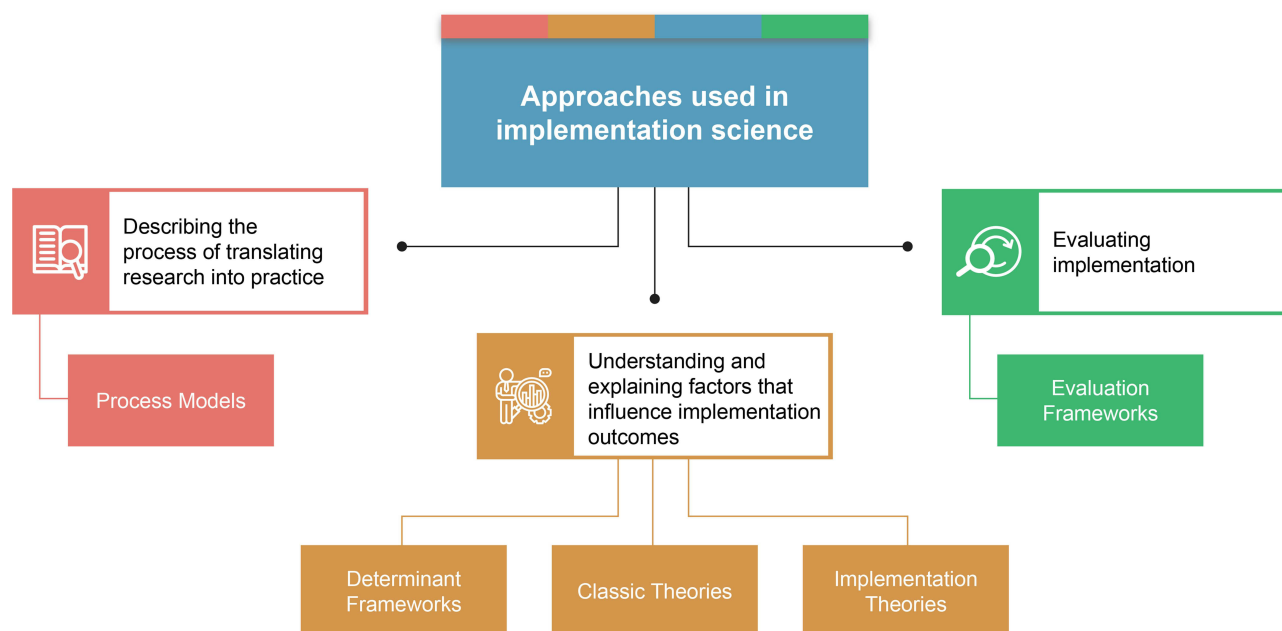 Approaches used in
implementation science
Describing the
process of translating
research into practice
Process Models
Understanding and
explaining factors that
influence implementation
outcomes
Determinant
Frameworks
Classic Theories
Implementation
Theories
Evaluating
implementation
Evaluation
Frameworks